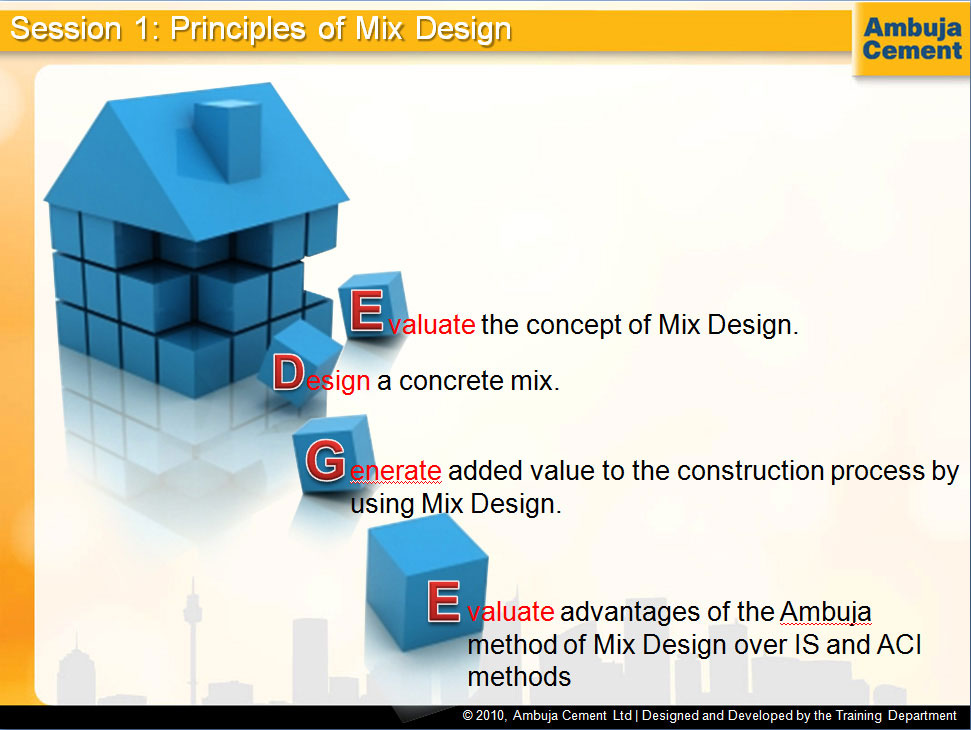 Session 1: Principles of Mix Design
Ambuja
Cement
Evaluate the concept of Mix Design.
Design a concrete mix.
Generate added value to the construction process by
using Mix Design.
Evaluate advantages of the Ambuja
method of Mix Design over IS and ACI
methods
© 2010, Ambuja Cement Ltd | Designed and Developed by the Training Department